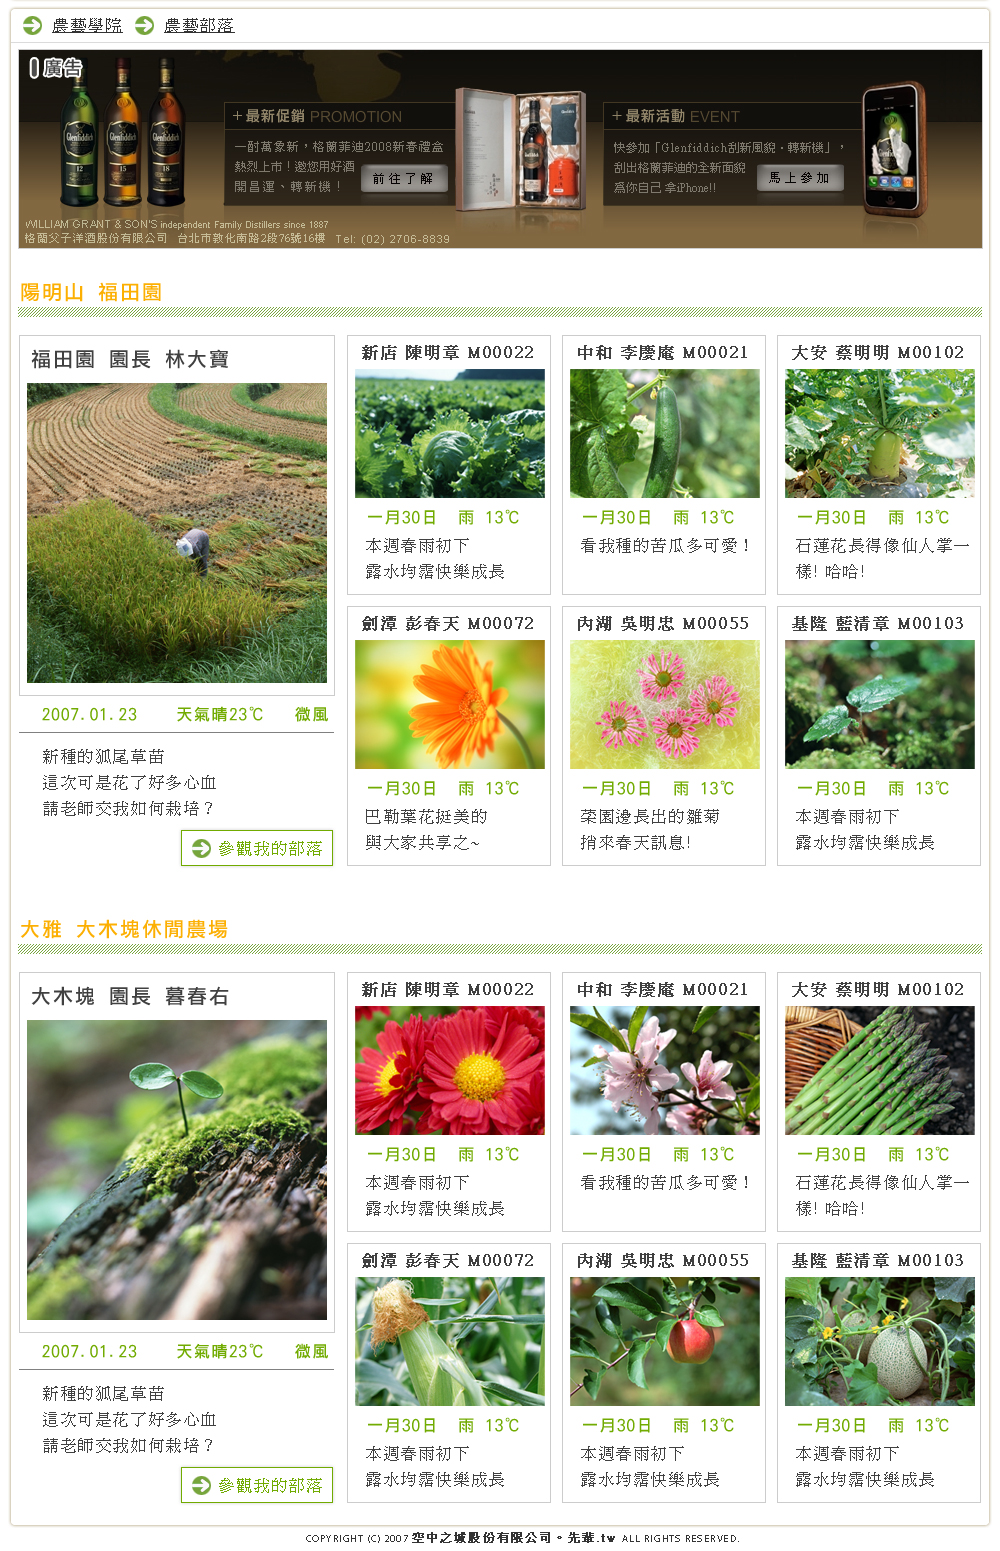 農藝學院 農藝部落
廣告
+最新促銷 PROMOTION
一酎萬象新，格蘭菲迪2008新春禮盒
熱烈上市！邀您用好酒
開昌運、轉新機！
前往了解
+最新活動 EVENT
快參加「Glenfiddich刮新風貌，轉新機」，
刮出格蘭菲迪的全新面貌
為你自己 拿iPhone!!
馬上參加
Glenfiddich
12
Glenfiddich
15
Glenfiddich
18
WILLIAM GRANT & SON'S independent Family Distillers since 1887
格蘭父子洋酒股份有限公司 台北市敦化南路2段76號16樓 Tel: (02) 2706-8839
陽明山 福田園
福田園 園長 林大寶
2007.01.23 天氣晴23℃ 微風
新種的狐尾草苗
這次可是花了好多心血
請老師交我如何栽培？
參觀我的部落
新店 陳明章 M00022
一月30日 雨 13℃
本週春雨初下
露水均霑快樂成長
中和 李慶庵 M00021
一月30日 雨 13℃
看我種的苦瓜多可愛！
大安 蔡明明 M00102
一月30日 雨 13℃
石蓮花長得像仙人掌一
樣! 哈哈!
劍潭 彭春天 M00072
一月30日 雨 13℃
巴勒葉花挺美的
與大家共享之~
內湖 吳明忠 M00055
一月30日 雨 13℃
菜園邊長出的雛菊
捎來春天訊息!
基隆 藍清章 M00103
一月30日 雨 13℃
本週春雨初下
露水均霑快樂成長
大雅 大木塊休閒農場
大木塊 園長 暮春右
2007.01.23 天氣晴23℃ 微風
新種的狐尾草苗
這次可是花了好多心血
請老師交我如何栽培？
參觀我的部落
新店 陳明章 M00022
一月30日 雨 13℃
本週春雨初下
露水均霑快樂成長
中和 李慶庵 M00021
一月30日 雨 13℃
看我種的苦瓜多可愛！
大安 蔡明明 M00102
一月30日 雨 13℃
石蓮花長得像仙人掌一
樣! 哈哈!
劍潭 彭春天 M00072
一月30日 雨 13℃
本週春雨初下
露水均霑快樂成長
內湖 吳明忠 M00055
一月30日 雨 13℃
本週春雨初下
露水均霑快樂成長
基隆 藍清章 M00103
一月30日 雨 13℃
本週春雨初下
露水均霑快樂成長
COPYRIGHT (C) 2007 空中之城股份有限公司。先輩.tw ALL RIGHTS RESERVED.